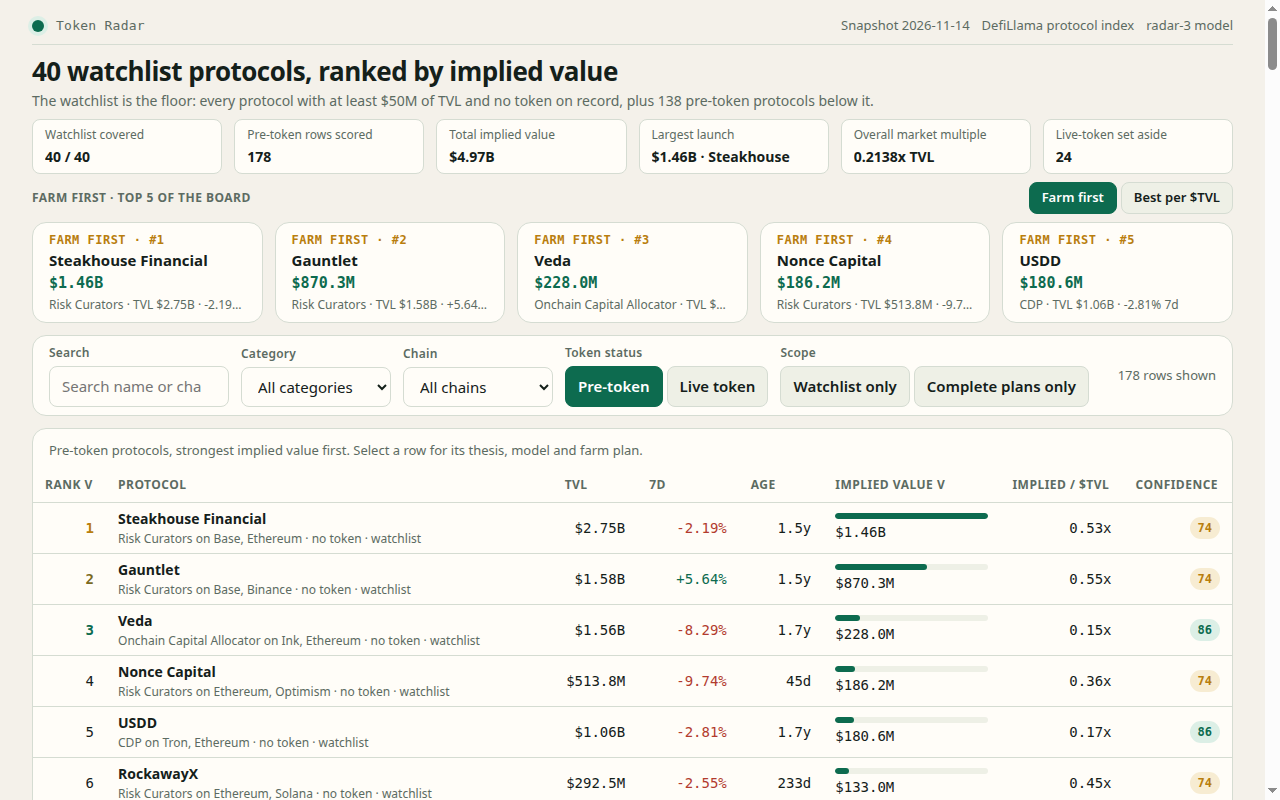 Token Radar
Snapshot 2026-11-14 DefiLlama protocol index radar-3 model
40 watchlist protocols, ranked by implied value
The watchlist is the floor: every protocol with at least $50M of TVL and no token on record, plus 138 pre-token protocols below it.
Watchlist covered
40 / 40
Pre-token rows scored
178
Total implied value
$4.97B
Largest launch
$1.46B · Steakhouse
Overall market multiple
0.2138x TVL
Live-token set aside
24
FARM FIRST · TOP 5 OF THE BOARD
Farm first
Best per $TVL
FARM FIRST · #1
Steakhouse Financial
$1.46B
Risk Curators · TVL $2.75B · -2.19...
FARM FIRST · #2
Gauntlet
$870.3M
Risk Curators · TVL $1.58B · +5.64...
FARM FIRST · #3
Veda
$228.0M
Onchain Capital Allocator · TVL $...
FARM FIRST · #4
Nonce Capital
$186.2M
Risk Curators · TVL $513.8M · -9.7...
FARM FIRST · #5
USDD
$180.6M
CDP · TVL $1.06B · -2.81% 7d
Search
Search name or cha
Category
All categories
Chain
All chains
Token status
Pre-token
Live token
Scope
Watchlist only
Complete plans only
178 rows shown
Pre-token protocols, strongest implied value first. Select a row for its thesis, model and farm plan.
RANK V PROTOCOL TVL 7D AGE IMPLIED VALUE V IMPLIED / $TVL CONFIDENCE
1 Steakhouse Financial $2.75B -2.19% 1.5y $1.46B 0.53x 74
Risk Curators on Base, Ethereum · no token · watchlist
2 Gauntlet $1.58B +5.64% 1.5y $870.3M 0.55x 74
Risk Curators on Base, Binance · no token · watchlist
3 Veda $1.56B -8.29% 1.7y $228.0M 0.15x 86
Onchain Capital Allocator on Ink, Ethereum · no token · watchlist
4 Nonce Capital $513.8M -9.74% 45d $186.2M 0.36x 74
Risk Curators on Ethereum, Optimism · no token · watchlist
5 USDD $1.06B -2.81% 1.7y $180.6M 0.17x 86
CDP on Tron, Ethereum · no token · watchlist
6 RockawayX $292.5M -2.55% 233d $133.0M 0.45x 74
Risk Curators on Ethereum, Solana · no token · watchlist